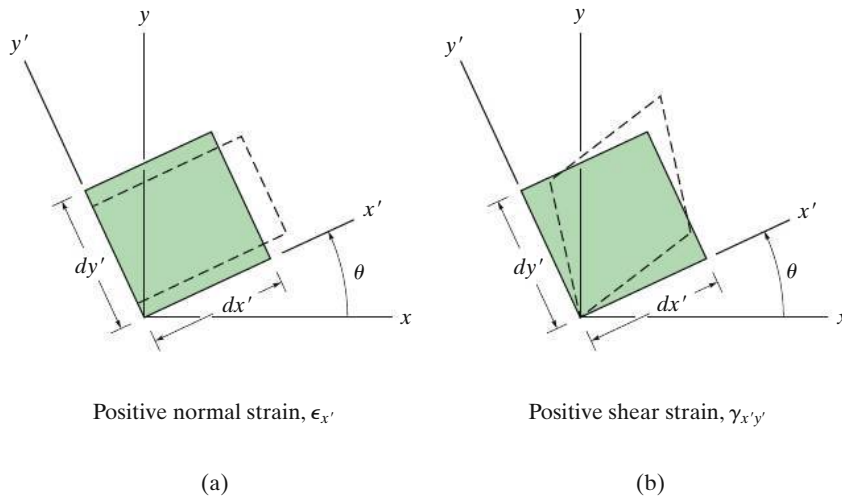 y
y′
x′
dy′
θ
dx′
x
Positive normal strain, ϵx′
(a)
y
y′
x′
dy′
θ
dx′
x
Positive shear strain, γx′y′
(b)